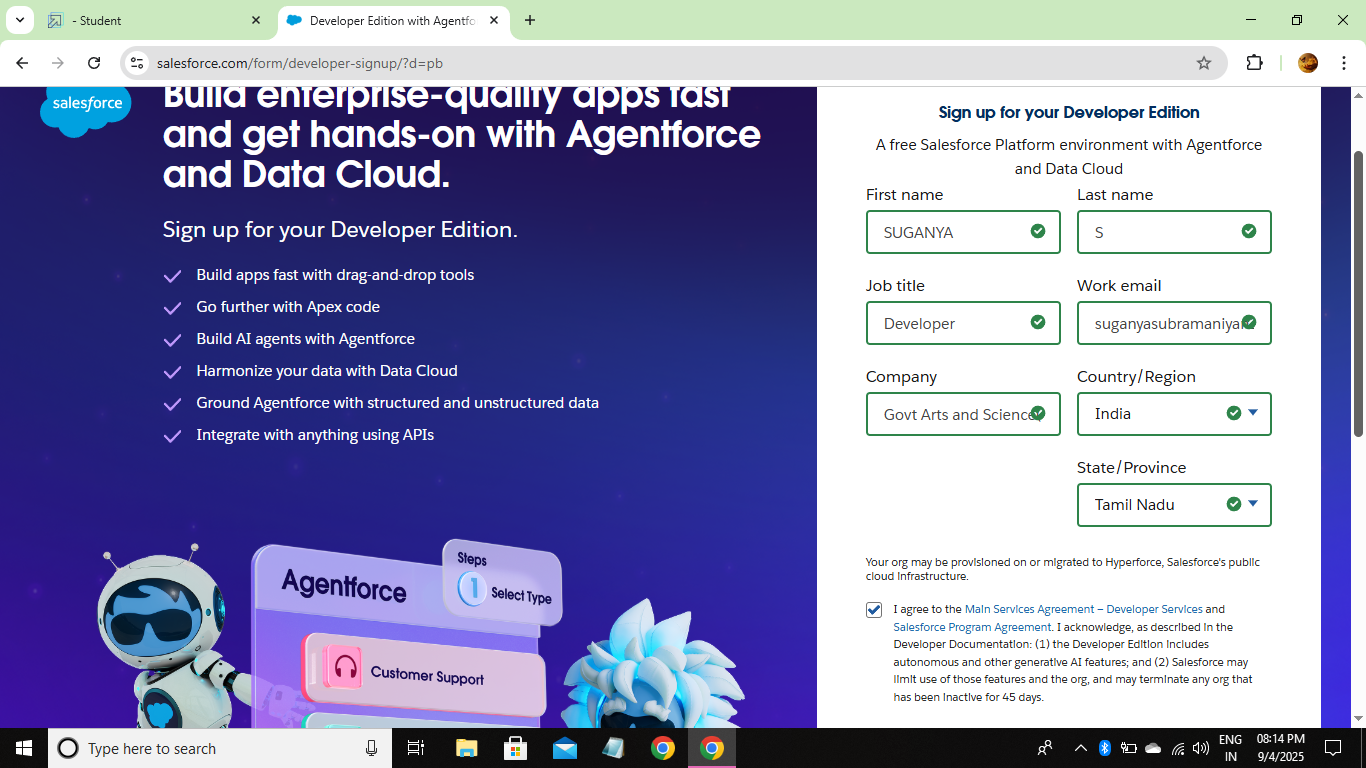 - Student
Developer Edition with Agentfo
salesforce.com/form/developer-signup/?d=pb
salesforce
Build enterprise-quality apps fast
and get hands-on with Agentforce
and Data Cloud.
Sign up for your Developer Edition.
Build apps fast with drag-and-drop tools
Go further with Apex code
Build AI agents with Agentforce
Harmonize your data with Data Cloud
Ground Agentforce with structured and unstructured data
Integrate with anything using APIs
Agentforce
Steps
1 Select Type
Customer Support
Sign up for your Developer Edition
A free Salesforce Platform environment with Agentforce
and Data Cloud
First name
Last name
SUGANYA
S
Job title
Work email
Developer
suganyasubramaniya
Company
Country/Region
Govt Arts and Science
India
State/Province
Tamil Nadu
Your org may be provisioned on or migrated to Hyperforce, Salesforce's public
cloud infrastructure.
I agree to the Main Services Agreement – Developer Services and
Salesforce Program Agreement. I acknowledge, as described in the
Developer Documentation: (1) the Developer Edition includes
autonomous and other generative AI features; and (2) Salesforce may
limit use of those features and the org, and may terminate any org that
has been inactive for 45 days.
Type here to search
ENG
IN
08:14 PM
9/4/2025